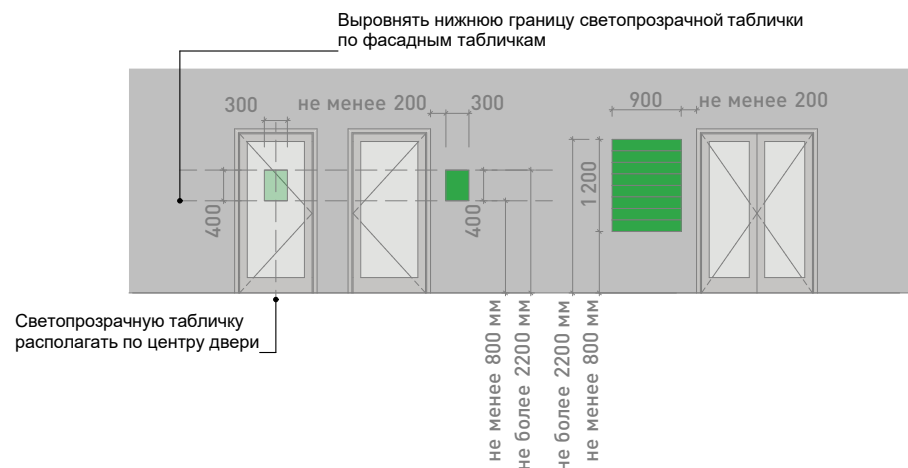 Выровнять нижнюю границу светопрозрачной таблички
по фасадным табличкам
300
не менее 200
300
900
не менее 200
400
400
1200
Светопрозрачную табличку
располагать по центру двери
не менее 800 мм
не более 2200 мм
не более 2200 мм
не менее 800 мм